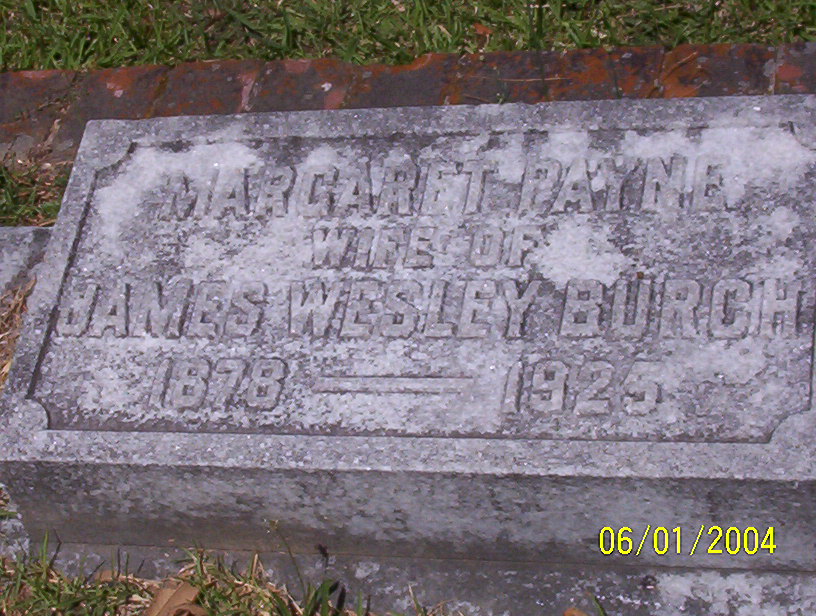 MARGARET PAYNE
WIFE OF
JAMES WESLEY BURCH
1878 — 1925
06/01/2004